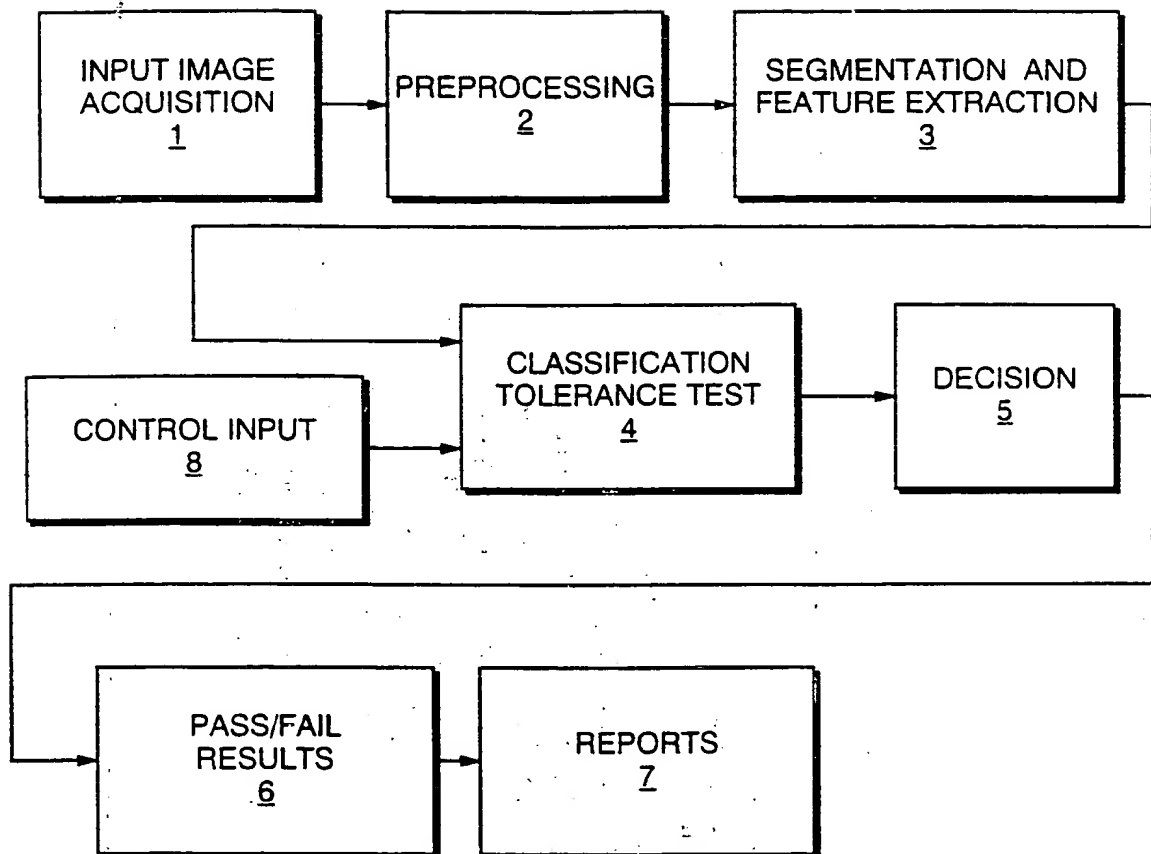 INPUT IMAGE
ACQUISITION
1
PREPROCESSING
2
SEGMENTATION AND
FEATURE EXTRACTION
3
CLASSIFICATION
TOLERANCE TEST
4
DECISION
5
CONTROL INPUT
8
PASS/FAIL
RESULTS
6
REPORTS
7